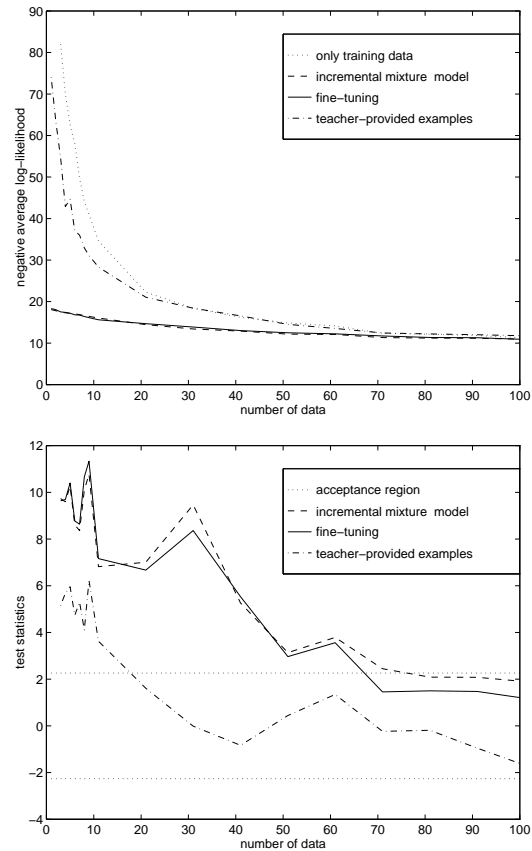 90
80
70
60
50
40
30
20
10
0
negative average log−likelihood
only training data
incremental mixture model
fine−tuning
teacher−provided examples
0 10 20 30 40 50 60 70 80 90 100
number of data
12
10
8
6
4
2
0
−2
−4
test statistics
acceptance region
incremental mixture model
fine−tuning
teacher−provided examples
0 10 20 30 40 50 60 70 80 90 100
number of data